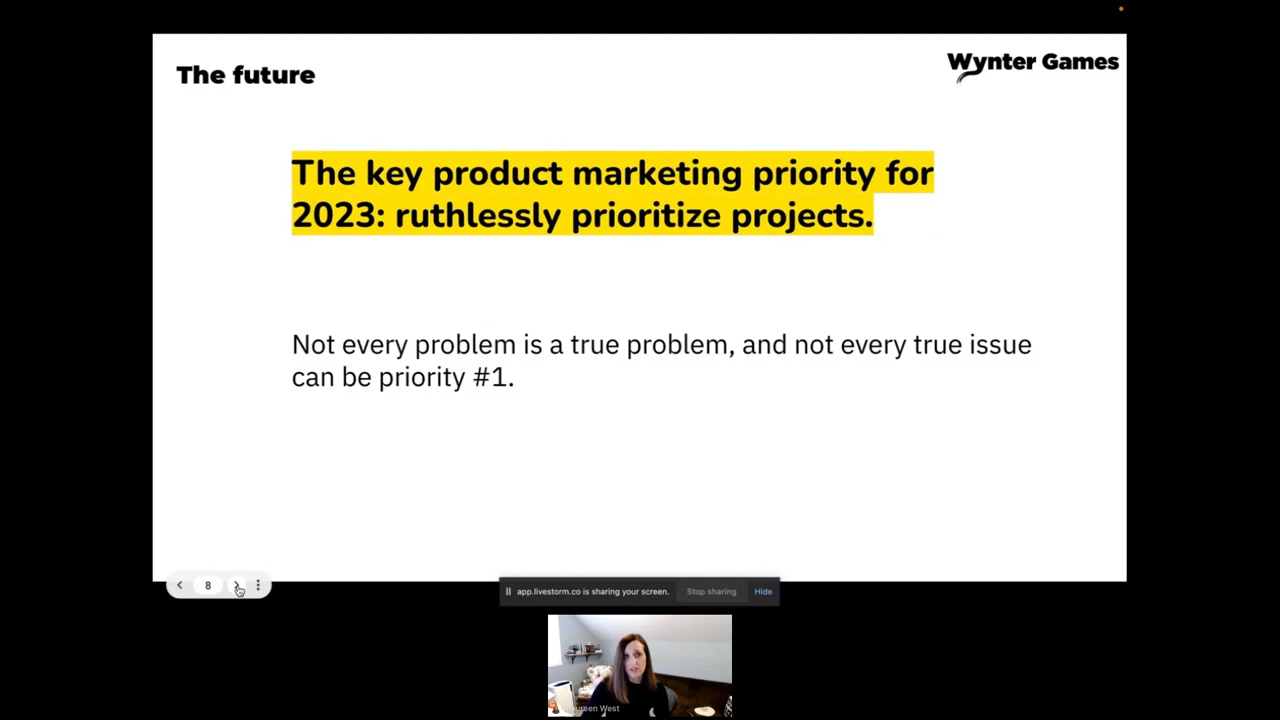 The future
Wynter Games
The key product marketing priority for
2023: ruthlessly prioritize projects.
Not every problem is a true problem, and not every true issue
can be priority #1.
8
app.livestorm.co is sharing your screen.
Stop sharing
Hide
West